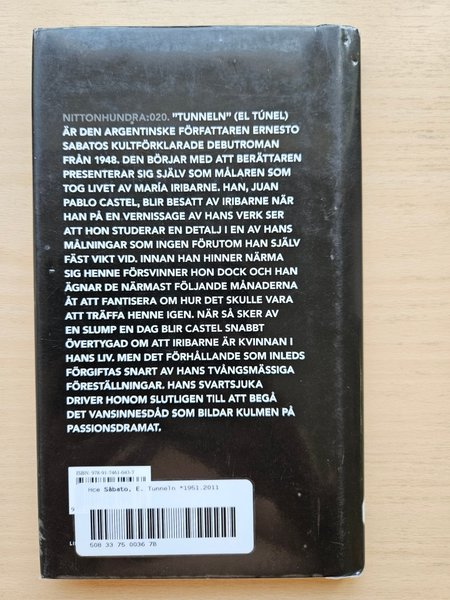 NITTONHUNDRA:020. "TUNNELN" (EL TÚNEL)
ÄR DEN ARGENTINSKE FÖRFATTAREN ERNESTO
SABATOS KULTFÖRKLARADE DEBUTROMAN
FRÅN 1948. DEN BÖRJAR MED ATT BERÄTTAREN
PRESENTERAR SIG SJÄLV SOM MÅLAREN SOM
TOG LIVET AV MARÍA IRIBARNE. HAN, JUAN
PABLO CASTEL, BLIR BESATT AV IRIBARNE NÄR
HAN PÅ EN VERNISSAGE AV HANS VERK SER
ATT HON STUDERAR EN DETALJ I EN AV HANS
MÅLNINGAR SOM INGEN FÖRUTOM HAN SJÄLV
FÄST VIKT VID. INNAN HAN HINNER NÄRMA
SIG HENNE FÖRSVINNER HON DOCK OCH HAN
ÄGNAR DE NÄRMAST FÖLJANDE MÅNADERNA
ÅT ATT FANTISERA OM HUR DET SKULLE VARA
ATT TRÄFFA HENNE IGEN. NÄR SÅ SKER AV
EN SLUMP EN DAG BLIR CASTEL SNABBT
ÖVERTYGAD OM ATT IRIBARNE ÄR KVINNAN I
HANS LIV. MEN DET FÖRHÅLLANDE SOM INLEDS
FÖRGIFTAS SNART AV HANS TVÅNGSMÄSSIGA
FÖRESTÄLLNINGAR. HANS SVARTSJUKA
DRIVER HONOM SLUTLIGEN TILL ATT BEGÅ
DET VANSINNESDÅD SOM BILDAR KULMEN PÅ
PASSIONSDRAMAT.
ISBN: 978-91-7461-043-7
Hce Sábato, E. Tunneln *1951.2011
508 33 75 0036 78